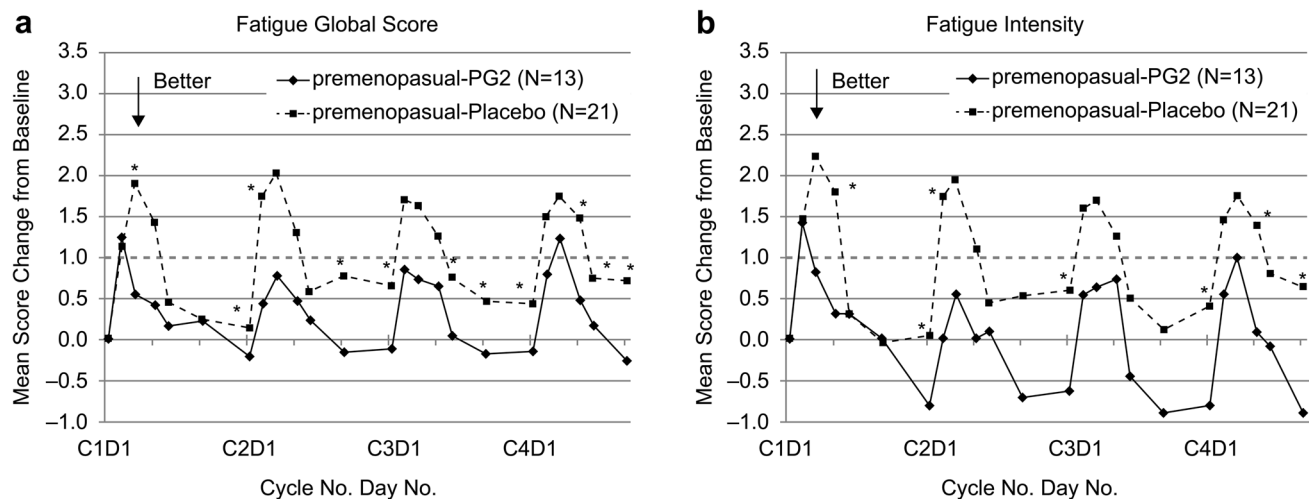 a Fatigue Global Score
Mean Score Change from Baseline
3.5
3.0
2.5
2.0
1.5
1.0
0.5
0.0
–0.5
–1.0
Better
premenopasual-PG2 (N=13)
premenopasual-Placebo (N=21)
* * * * * * * * * * * *
C1D1 C2D1 C3D1 C4D1
Cycle No. Day No.
b Fatigue Intensity
Mean Score Change from Baseline
3.5
3.0
2.5
2.0
1.5
1.0
0.5
0.0
–0.5
–1.0
Better
premenopasual-PG2 (N=13)
premenopasual-Placebo (N=21)
* * * * * * *
C1D1 C2D1 C3D1 C4D1
Cycle No. Day No.